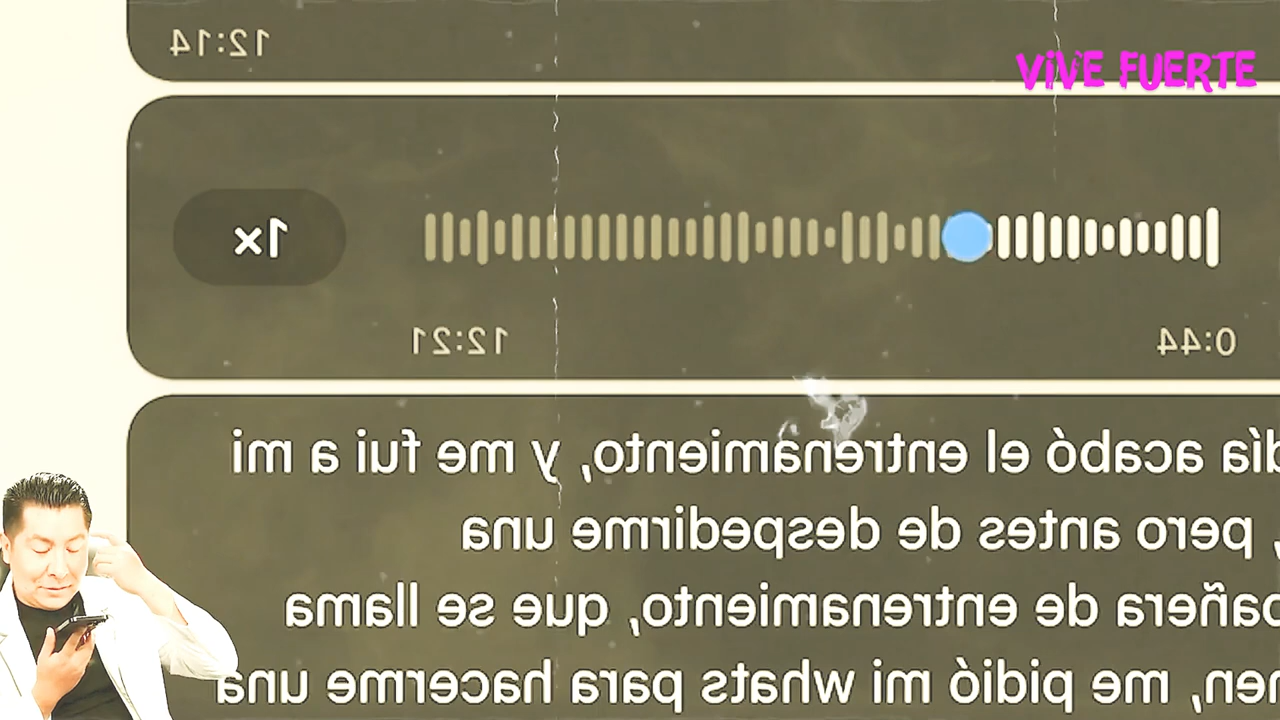 12:14
VIVE FUERTE
1x
0:44
12:21
día acabó el entrenamiento, y me fui a mi
, pero antes de despedirme una
pañera de entrenamiento, que se llama
men, me pidió mi whats para hacerme una